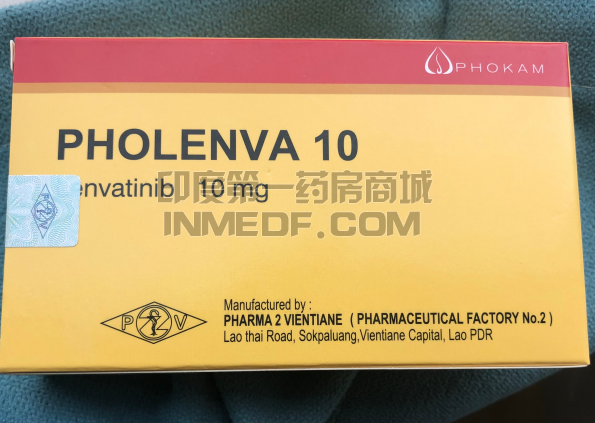 PHOKAM
PHOLENVA 10
envatinib 10 mg
印度第一药房商城
INMEDF.COM
P V
Manufactured by :
PHARMA 2 VIENTIANE ( PHARMACEUTICAL FACTORY No.2 )
Lao thai Road, Sokpaluang,Vientiane Capital, Lao PDR